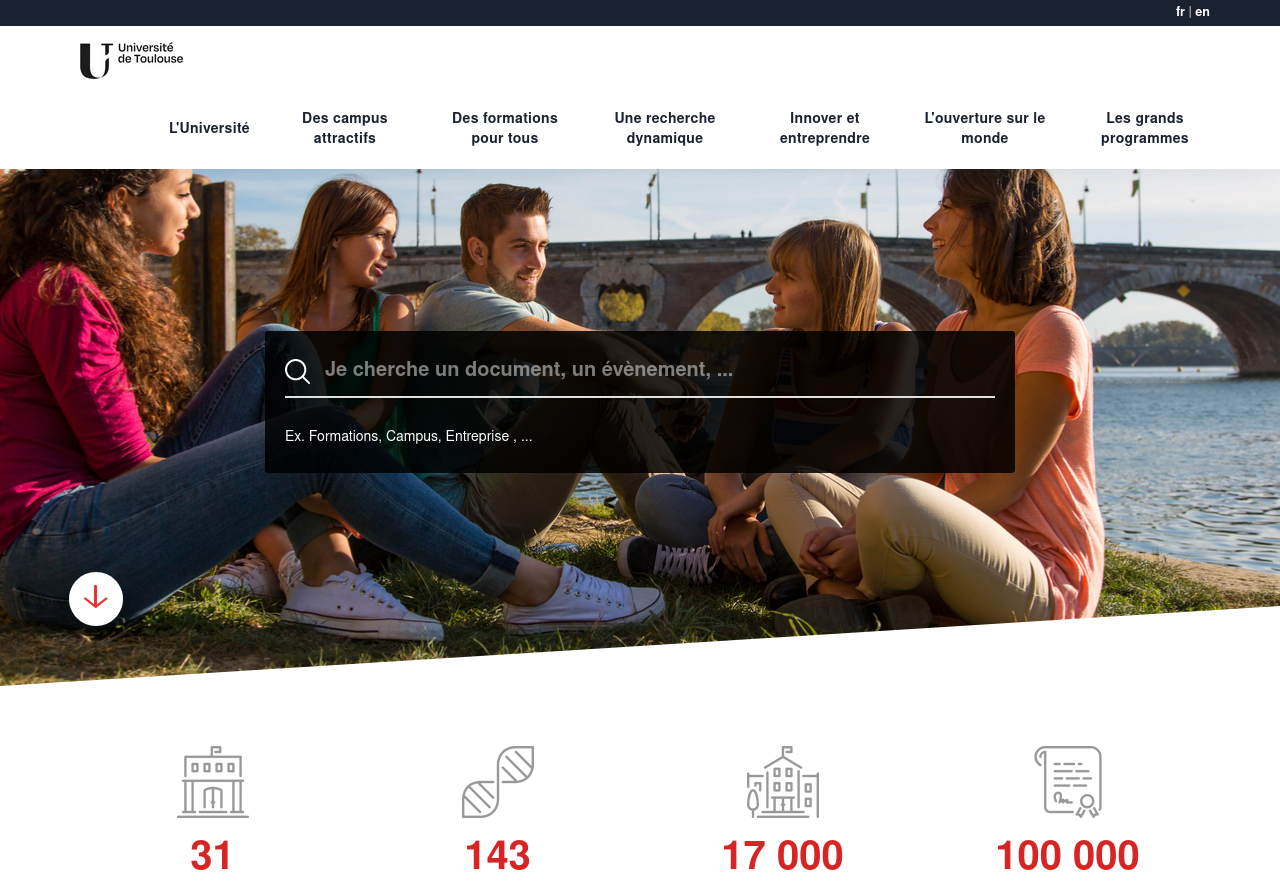 fr | en
Université
de Toulouse
L'Université
Des campus
attractifs
Des formations
pour tous
Une recherche
dynamique
Innover et
entreprendre
L'ouverture sur le
monde
Les grands
programmes
Je cherche un document, un évènement, ...
Ex. Formations, Campus, Entreprise , ...
31
143
17 000
100 000